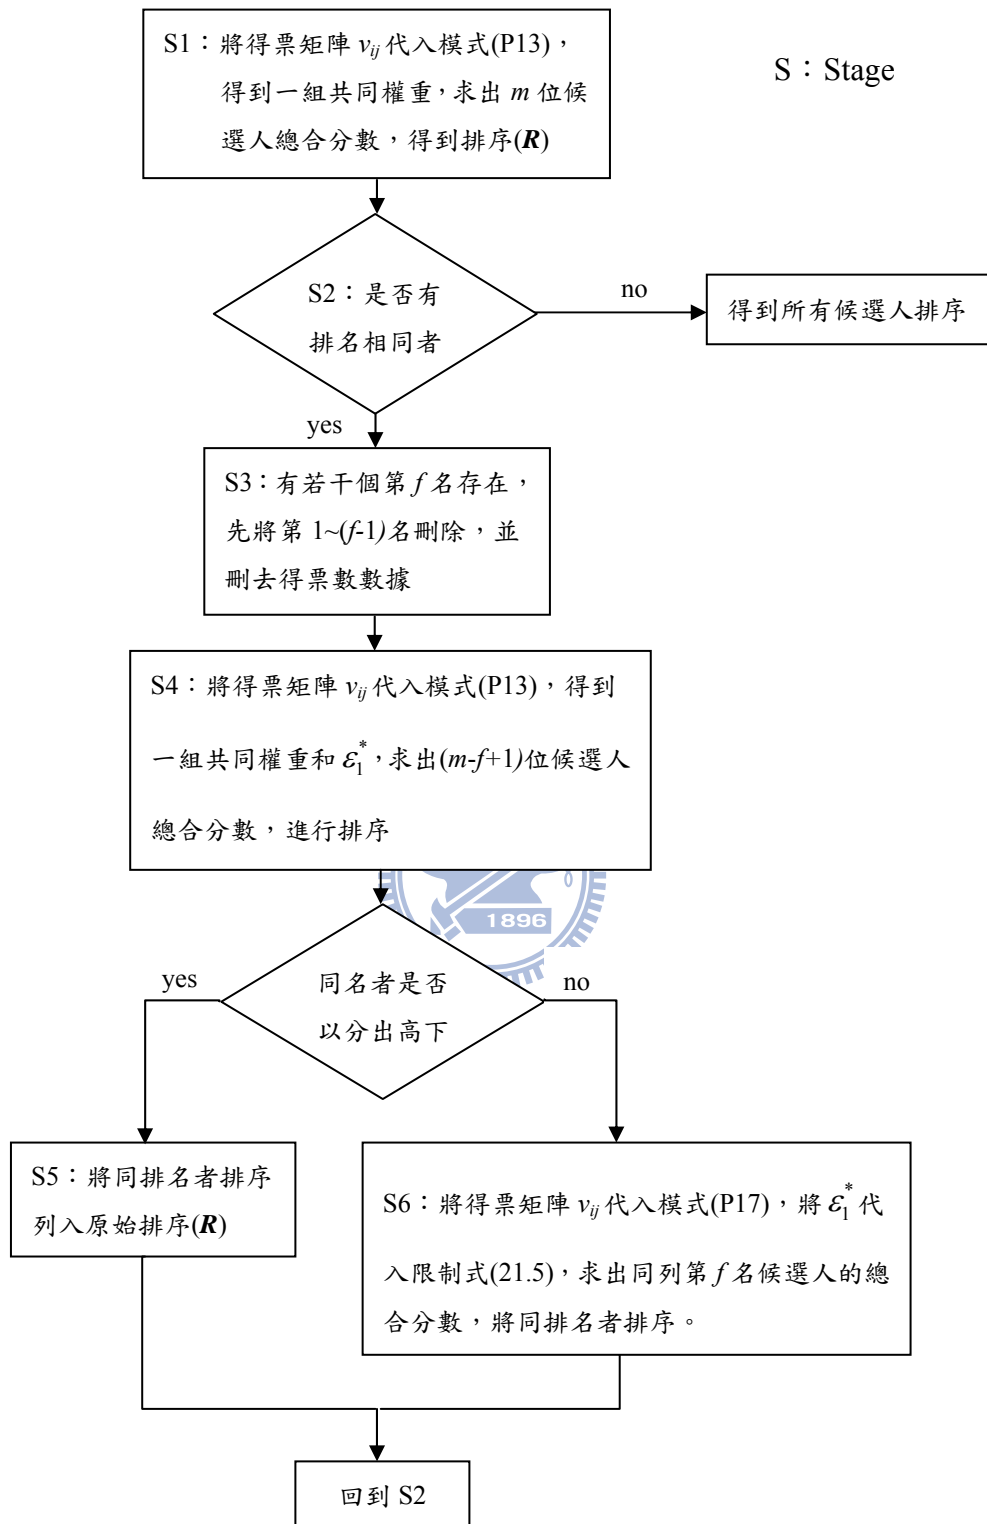 S：Stage
S1：將得票矩陣 vij 代入模式(P13)，
得到一組共同權重，求出 m 位候
選人總合分數，得到排序(R)
S2：是否有
排名相同者
no
得到所有候選人排序
yes
S3：有若干個第 f 名存在，
先將第 1~(f-1)名刪除，並
刪去得票數數據
S4：將得票矩陣 vij 代入模式(P13)，得到
一組共同權重和 ε1*，求出(m-f+1)位候選人
總合分數，進行排序
1896
同名者是否
以分出高下
yes
no
S5：將同排名者排序
列入原始排序(R)
S6：將得票矩陣 vij 代入模式(P17)，將 ε1* 代
入限制式(21.5)，求出同列第 f 名候選人的總
合分數，將同排名者排序。
回到 S2